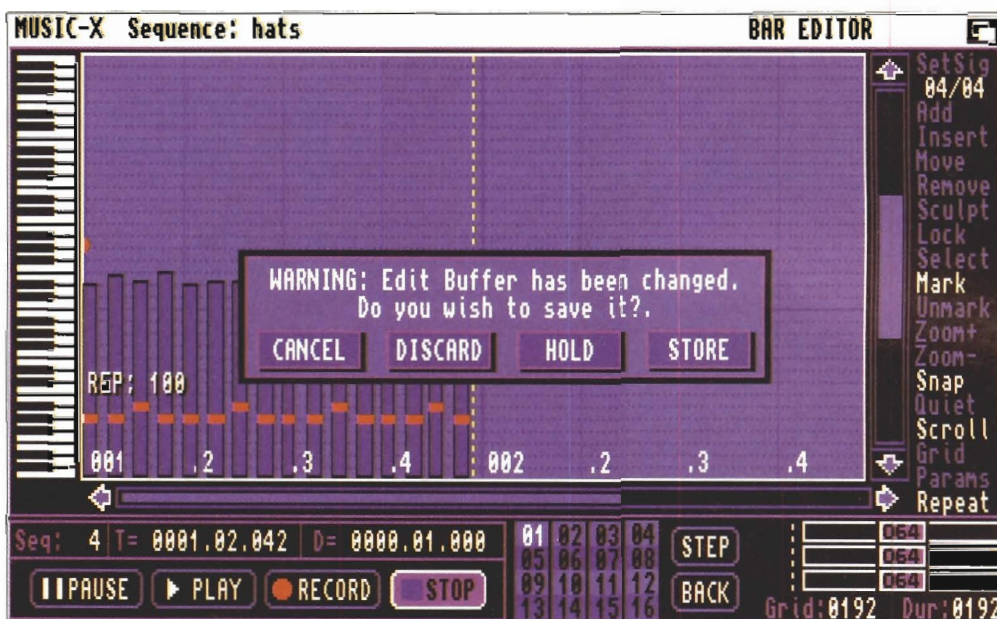 MUSIC-X Sequence: hats BAR EDITOR
SetSig
04/04
Add
Insert
Move
Remove
Sculpt
Lock
Select
Mark
Unmark
Zoom+
Zoom-
Snap
Quiet
Scroll
Grid
Params
Repeat
WARNING: Edit Buffer has been changed.
Do you wish to save it?.
CANCEL DISCARD HOLD STORE
REP: 100
001 .2 .3 .4 002 .2 .3 .4
Seq: 4 T= 0001.02.042 D= 0000.01.000
PAUSE PLAY RECORD STOP
01 02 03 04
05 06 07 08
09 10 11 12
13 14 15 16
STEP
BACK
064
064
064
Grid:0192 Dur:0192